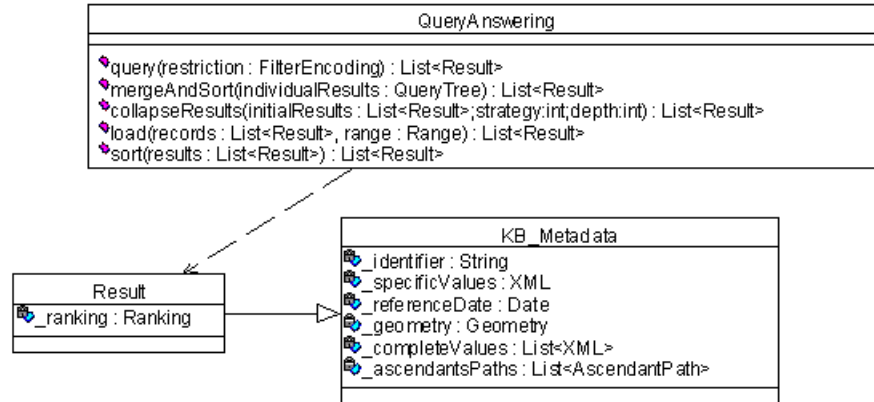 QueryAnswering
query(restriction : FilterEncoding) : List<Result>
mergeAndSort(individualResults : QueryTree) : List<Result>
collapseResults(initialResults : List<Result>;strategy:int;depth:int) : List<Result>
load(records : List<Result>, range : Range) : List<Result>
sort(results : List<Result>) : List<Result>
KB_Metadata
_identifier : String
_specificValues : XML
_referenceDate : Date
_geometry : Geometry
_completeValues : List<XML>
_ascendantsPaths : List<AscendantPath>
Result
_ranking : Ranking